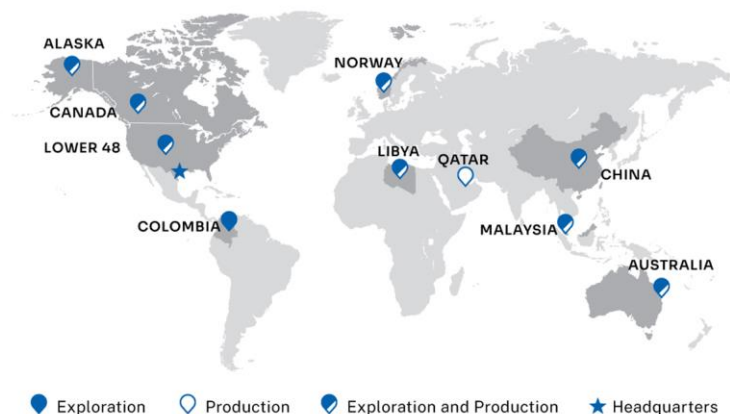 ALASKA
NORWAY
CANADA
LOWER 48
LIBYA
QATAR
CHINA
COLOMBIA
MALAYSIA
AUSTRALIA
Exploration
Production
Exploration and Production
Headquarters